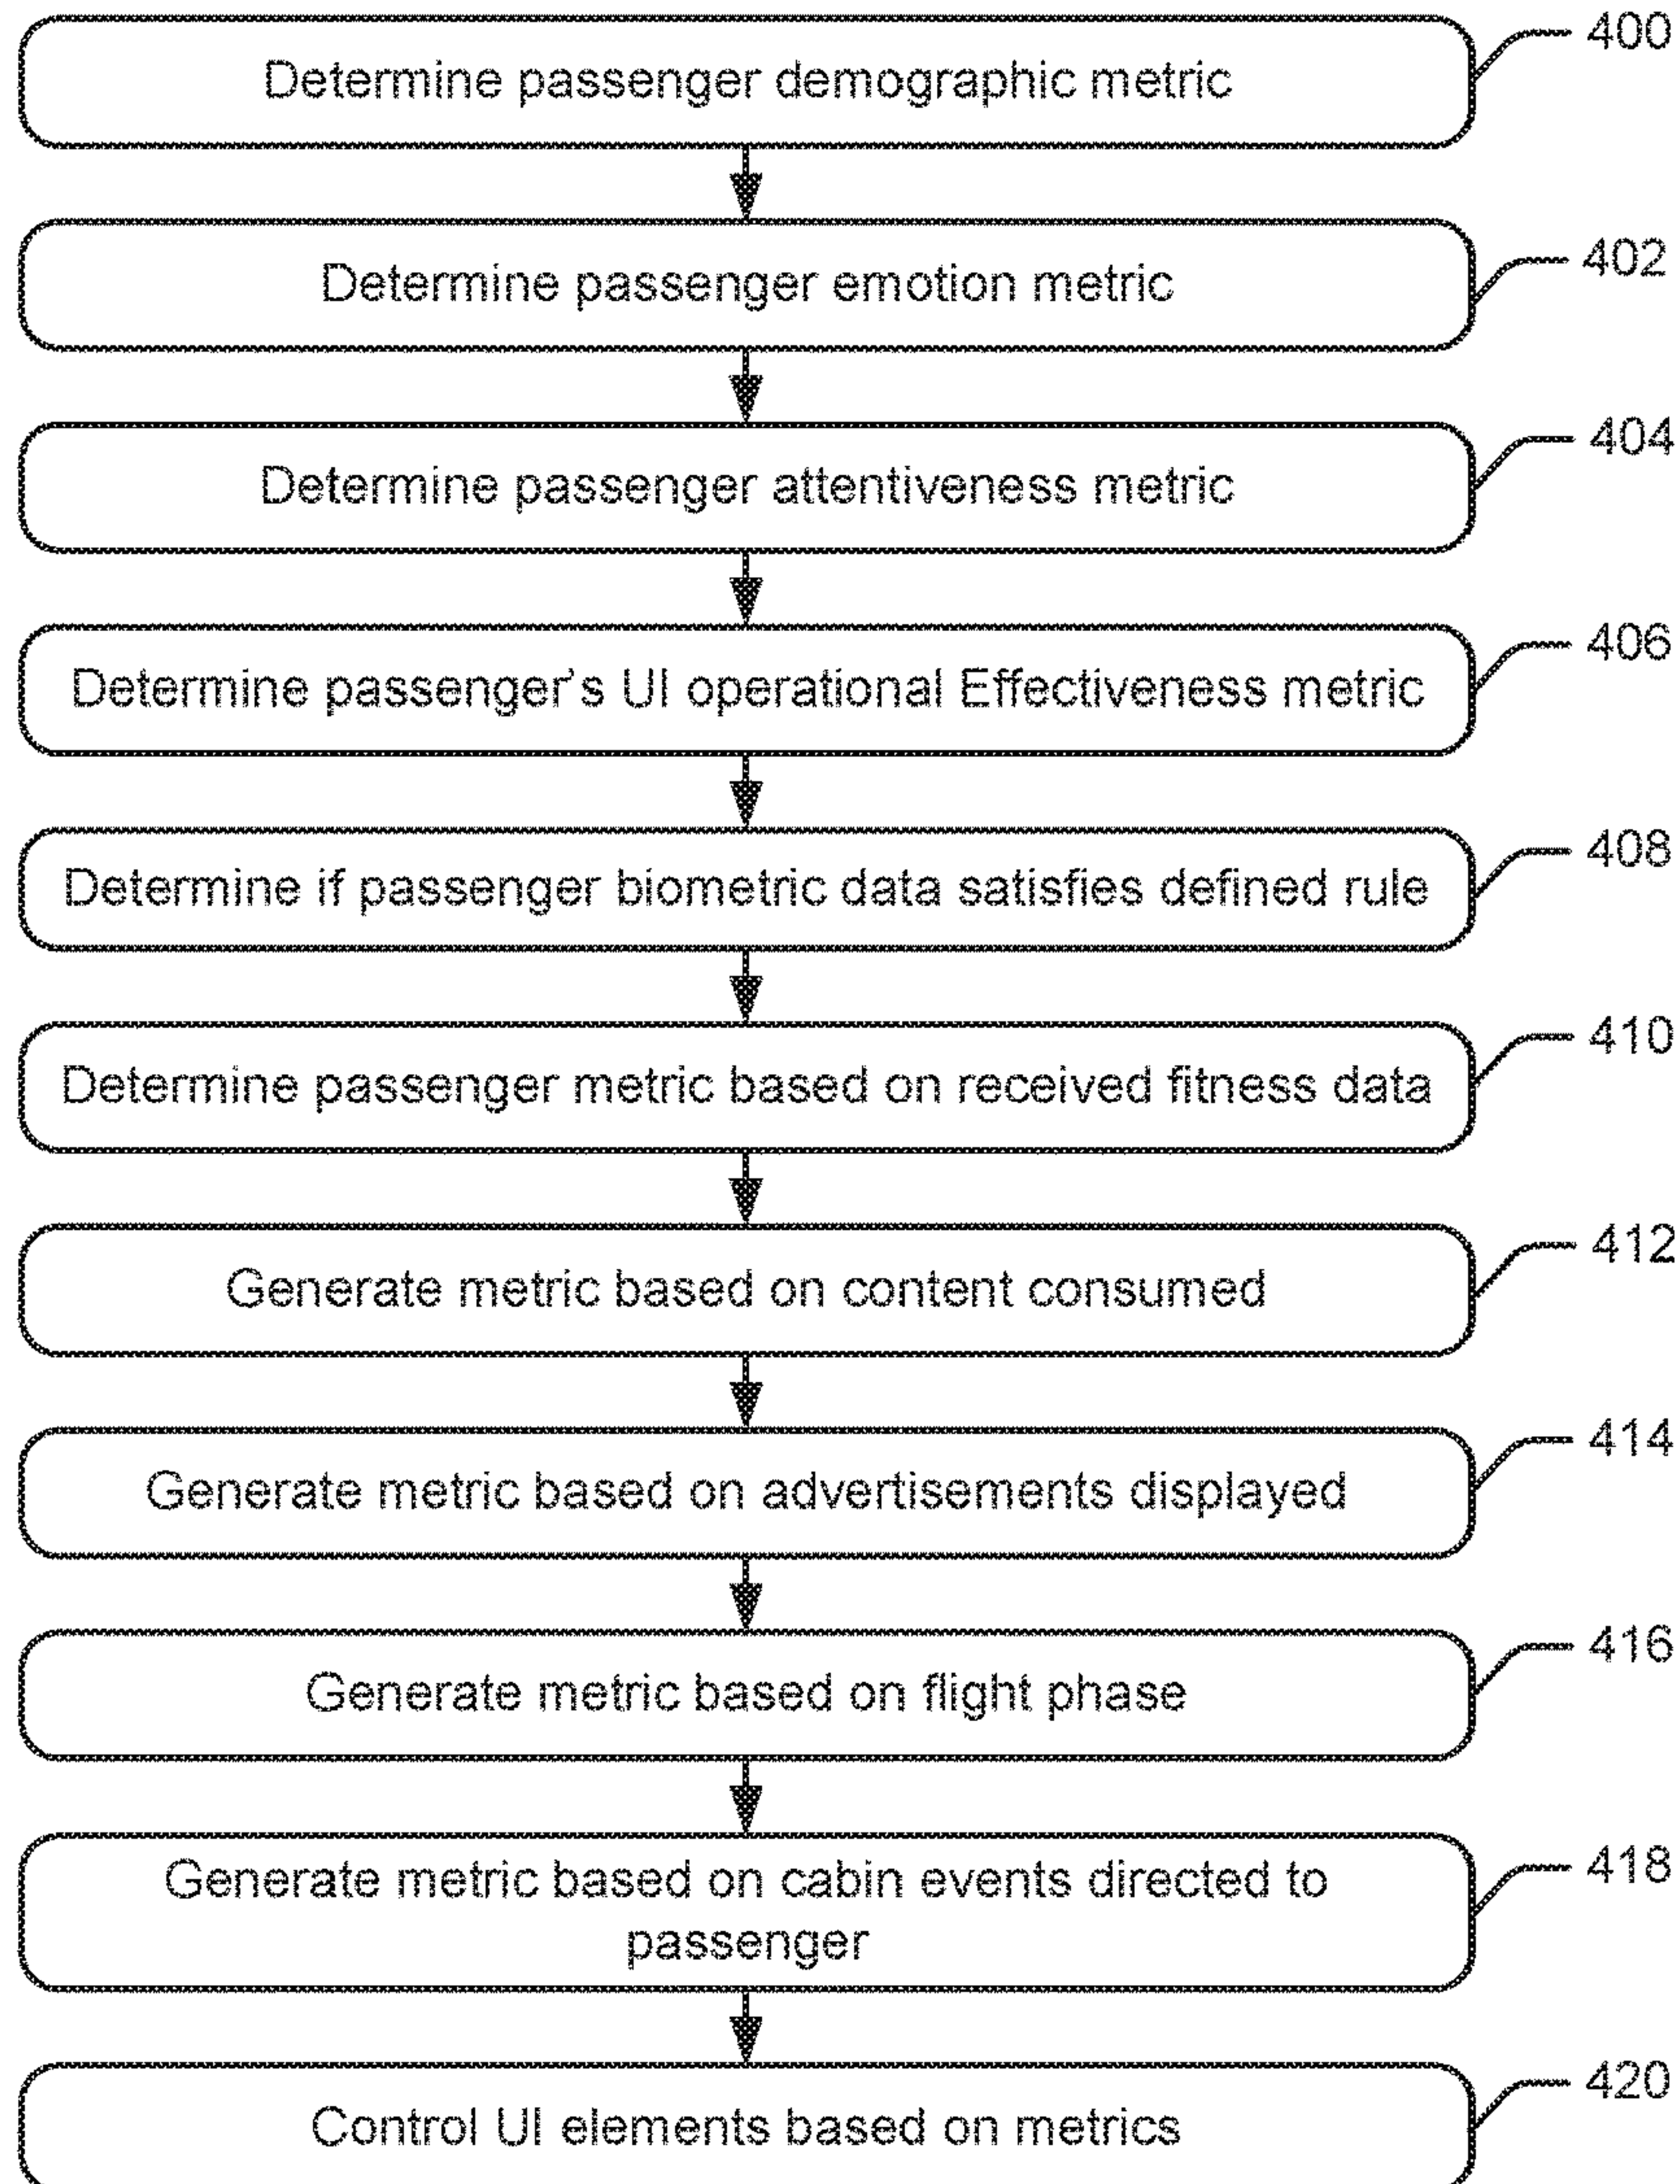 400
Determine passenger demographic metric
402
Determine passenger emotion metric
404
Determine passenger attentiveness metric
406
Determine passenger's UI operational Effectiveness metric
408
Determine if passenger biometric data satisfies defined rule
410
Determine passenger metric based on received fitness data
412
Generate metric based on content consumed
414
Generate metric based on advertisements displayed
416
Generate metric based on flight phase
418
Generate metric based on cabin events directed to
passenger
420
Control UI elements based on metrics